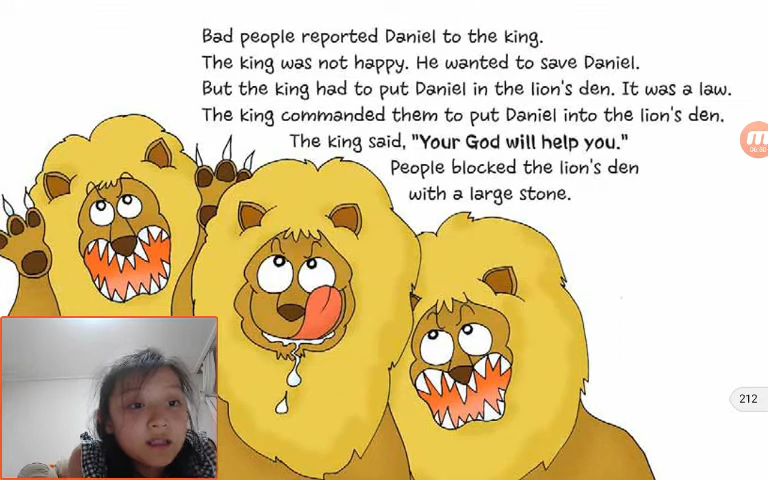 Bad people reported Daniel to the king.
The king was not happy. He wanted to save Daniel.
But the king had to put Daniel in the lion's den. It was a law.
The king commanded them to put Daniel into the lion's den.
The king said, "Your God will help you."
People blocked the lion's den
with a large stone.
212